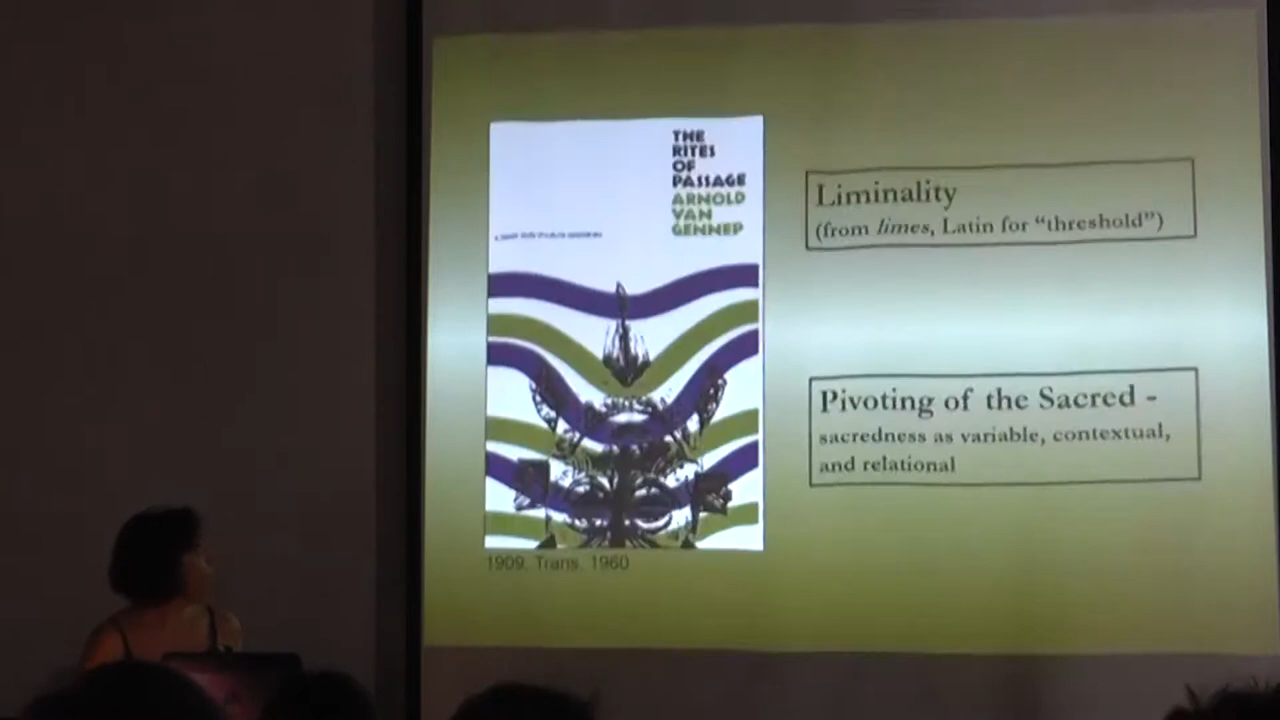 THE
RITES
OF
PASSAGE
ARNOLD
VAN
GENNEP
1909. Trans. 1960
Liminality
(from limes, Latin for “threshold”)
Pivoting of the Sacred -
sacredness as variable, contextual,
and relational